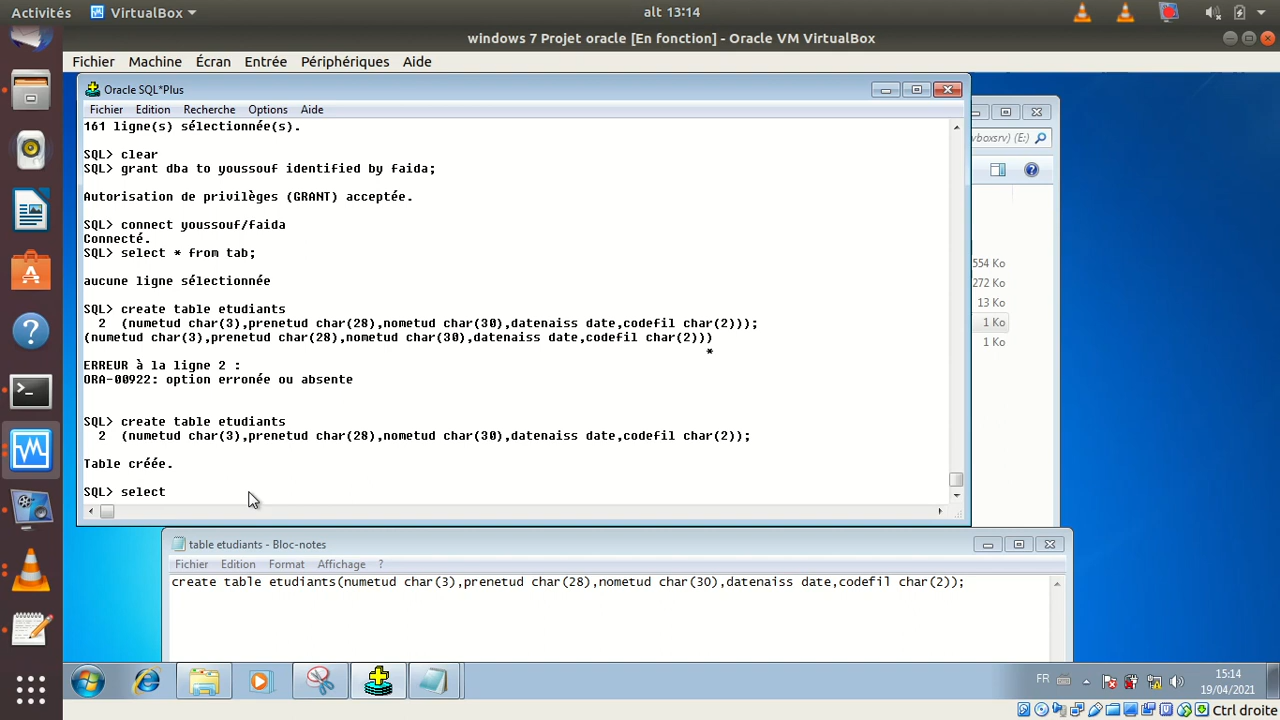 Activités VirtualBox alt 13:14
windows 7 Projet oracle [En fonction] - Oracle VM VirtualBox
Fichier Machine Écran Entrée Périphériques Aide
Oracle SQL*Plus
Fichier Edition Recherche Options Aide
vboxsrv) (E:)
161 ligne(s) sélectionnée(s).
SQL> clear
SQL> grant dba to youssouf identified by faida;
Autorisation de privilèges (GRANT) acceptée.
SQL> connect youssouf/faida
Connecté.
SQL> select * from tab;
aucune ligne sélectionnée
SQL> create table etudiants
2 (numetud char(3),prenetud char(28),nometud char(30),datenaiss date,codefil char(2)));
(numetud char(3),prenetud char(28),nometud char(30),datenaiss date,codefil char(2)))
*
ERREUR à la ligne 2 :
ORA-00922: option erronée ou absente
SQL> create table etudiants
2 (numetud char(3),prenetud char(28),nometud char(30),datenaiss date,codefil char(2));
Table créée.
SQL> select
554 Ko
272 Ko
13 Ko
1 Ko
1 Ko
table etudiants - Bloc-notes
Fichier Edition Format Affichage ?
create table etudiants(numetud char(3),prenetud char(28),nometud char(30),datenaiss date,codefil char(2));
FR
15:14
19/04/2021
Ctrl droite